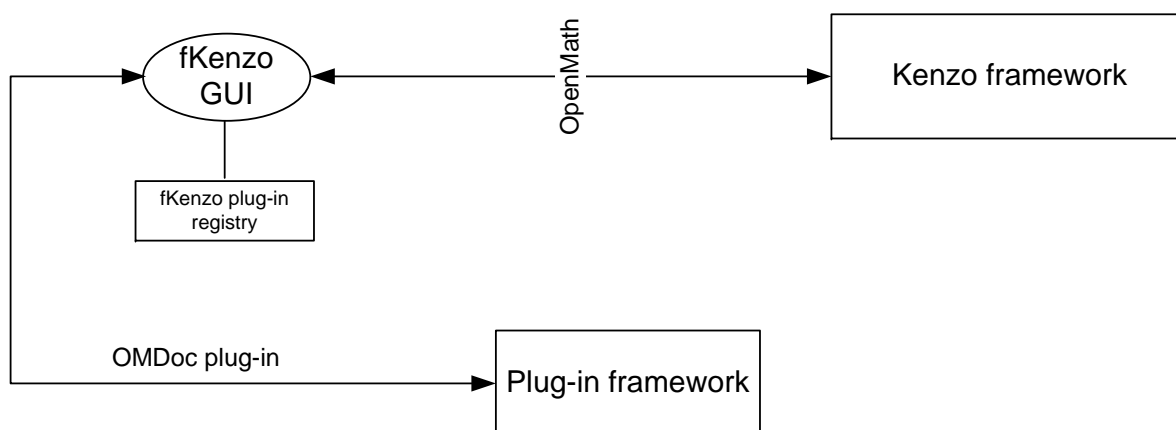 fKenzo
GUI
OpenMath
Kenzo framework
fKenzo plug-in
registry
OMDoc plug-in
Plug-in framework